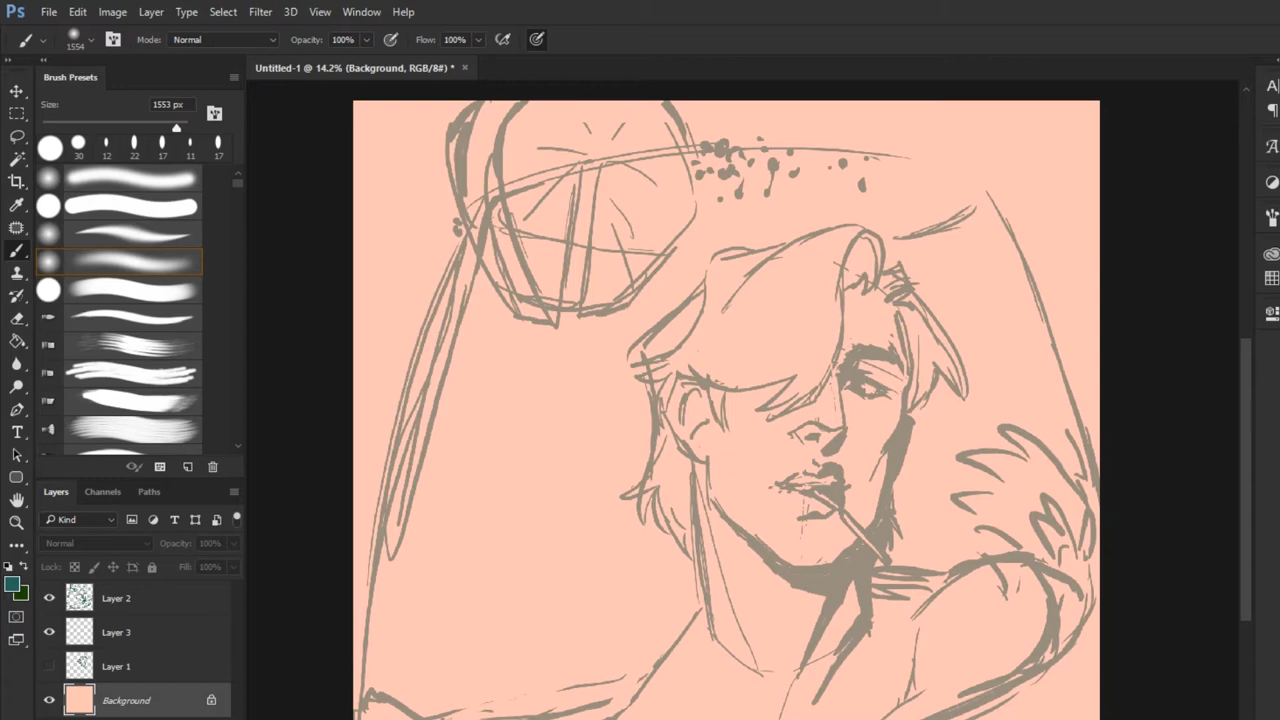 Ps File Edit Image Layer Type Select Filter 3D View Window Help
1554 Mode: Normal Opacity: 100% Flow: 100%
Untitled-1 @ 14.2% (Background, RGB/8#) * ×
Brush Presets
Size: 1553 px
30 12 22 17 11 17
Layers Channels Paths
Kind
Normal Opacity: 100%
Lock: Fill: 100%
Layer 2
Layer 3
Layer 1
Background